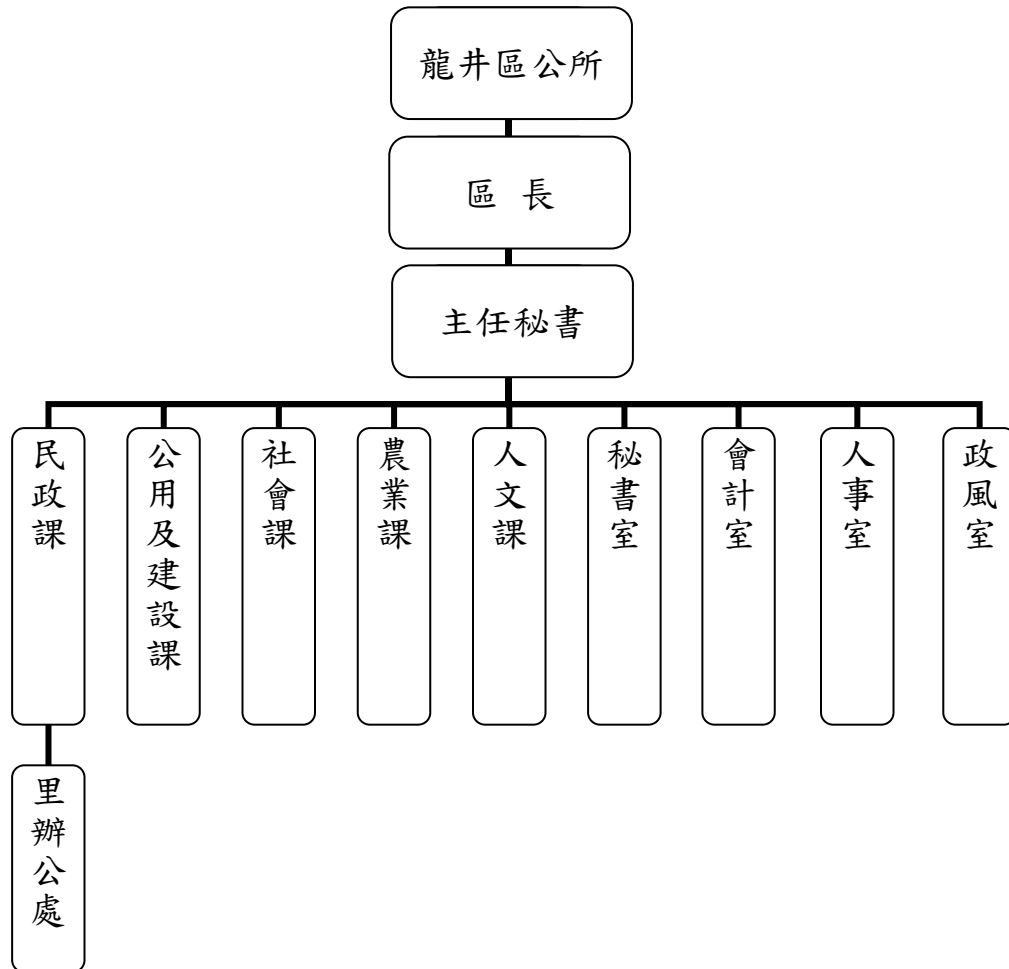 龍井區公所
區 長
主任秘書
民政課
公用及建設課
社會課
農業課
人文課
秘書室
會計室
人事室
政風室
里辦公處